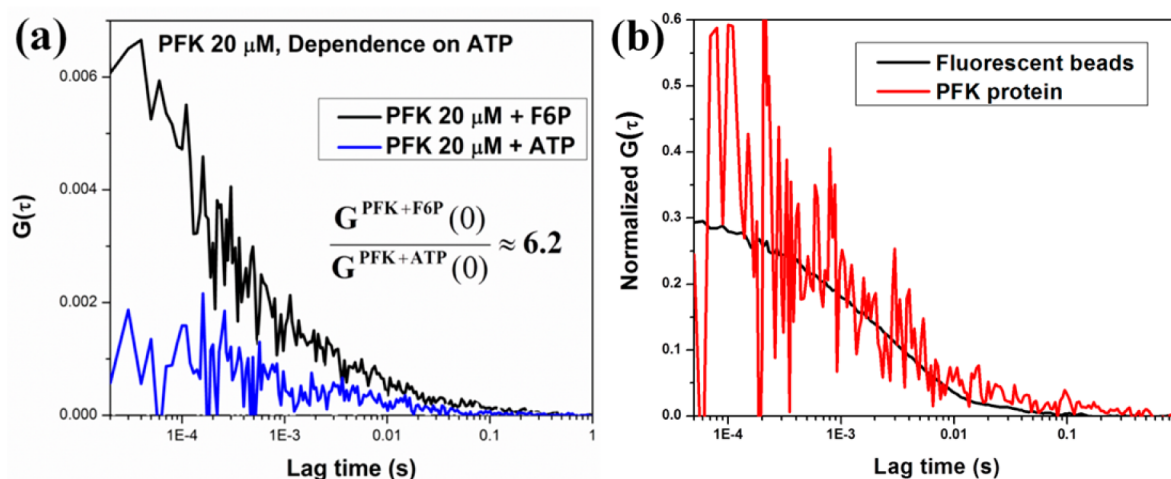 (a)
PFK 20 μM, Dependence on ATP
PFK 20 μM + F6P
PFK 20 μM + ATP
G^PFK+F6P(0)
G^PFK+ATP(0)
≈ 6.2
G(τ)
0.006
0.004
0.002
0.000
1E-4
1E-3
0.01
0.1
1
Lag time (s)
(b)
Fluorescent beads
PFK protein
Normalized G(τ)
0.6
0.5
0.4
0.3
0.2
0.1
0.0
1E-4
1E-3
0.01
0.1
Lag time (s)